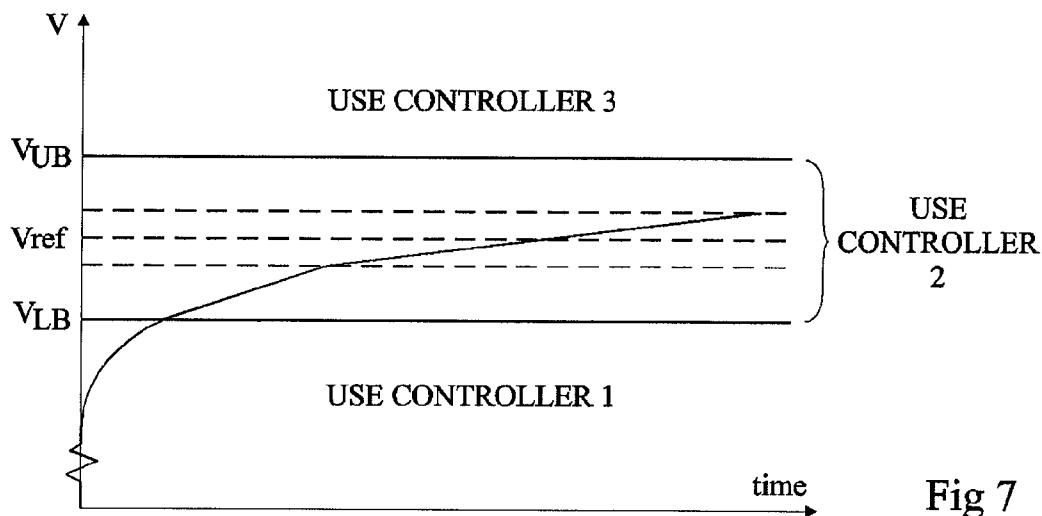 V
USE CONTROLLER 3
VUB
Vref
USE
CONTROLLER
2
VLB
USE CONTROLLER 1
time
Fig 7